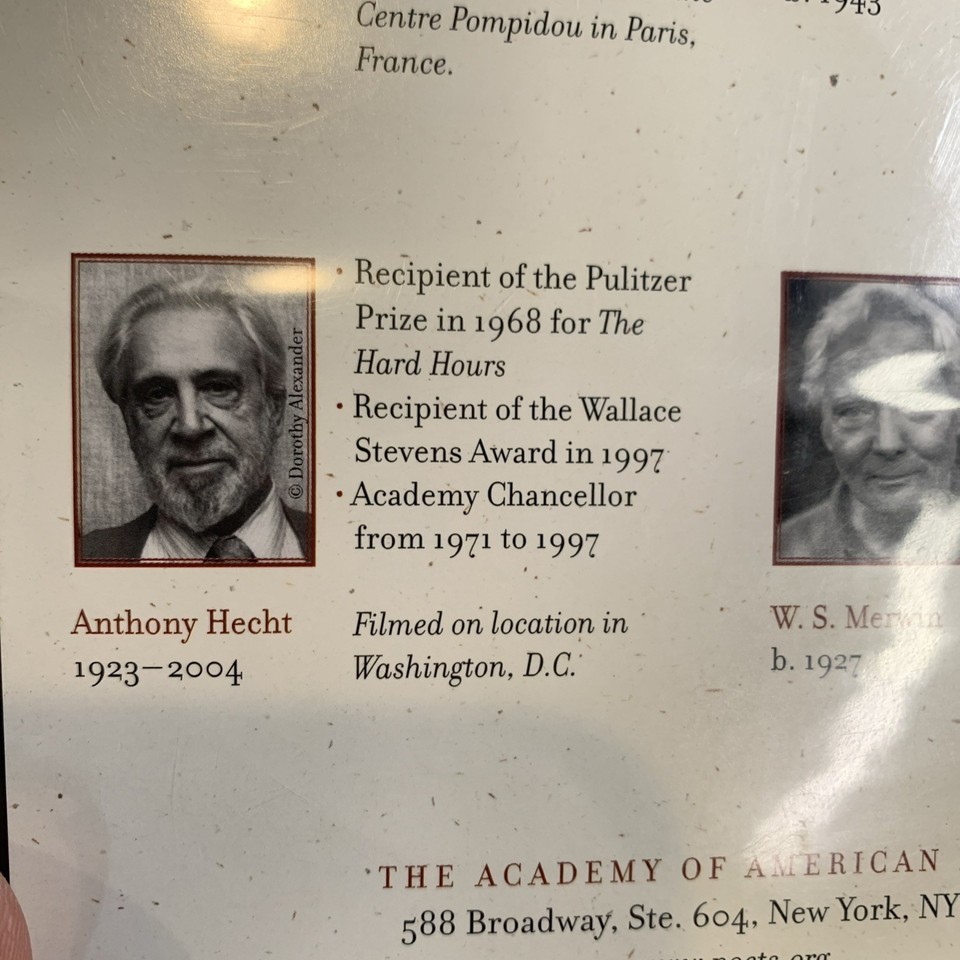 Centre Pompidou in Paris,
France.
1943
© Dorothy Alexander
• Recipient of the Pulitzer
Prize in 1968 for The
Hard Hours
• Recipient of the Wallace
Stevens Award in 1997
• Academy Chancellor
from 1971 to 1997
Anthony Hecht
1923–2004
Filmed on location in
Washington, D.C.
W. S. Merwin
b. 1927
THE ACADEMY OF AMERICAN
588 Broadway, Ste. 604, New York, NY